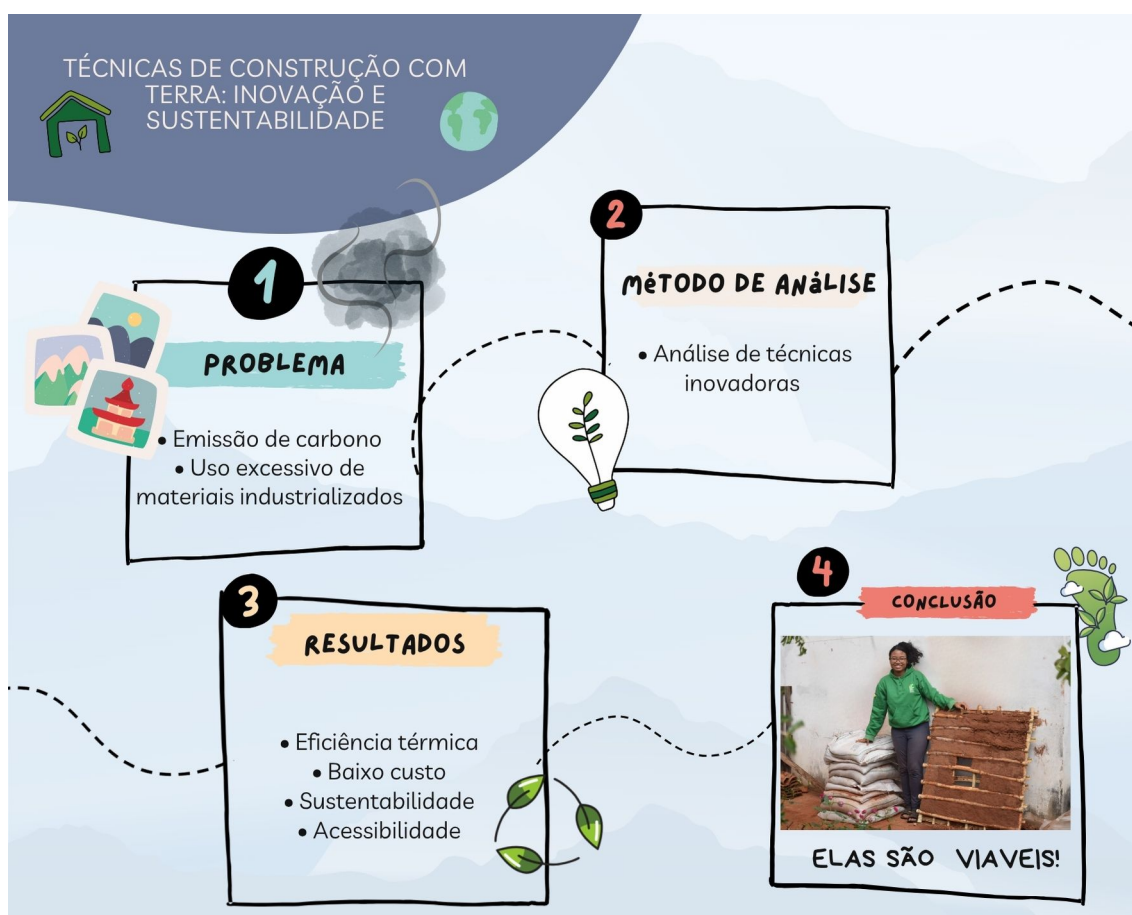 TÉCNICAS DE CONSTRUÇÃO COM
TERRA: INOVAÇÃO E
SUSTENTABILIDADE
1
PROBLEMA
• Emissão de carbono
• Uso excessivo de
materiais industrializados
2
MÉTODO DE ANÁLISE
• Análise de técnicas
inovadoras
3
RESULTADOS
• Eficiência térmica
• Baixo custo
• Sustentabilidade
• Acessibilidade
4
CONCLUSÃO
ELAS SÃO VIAVEIS!